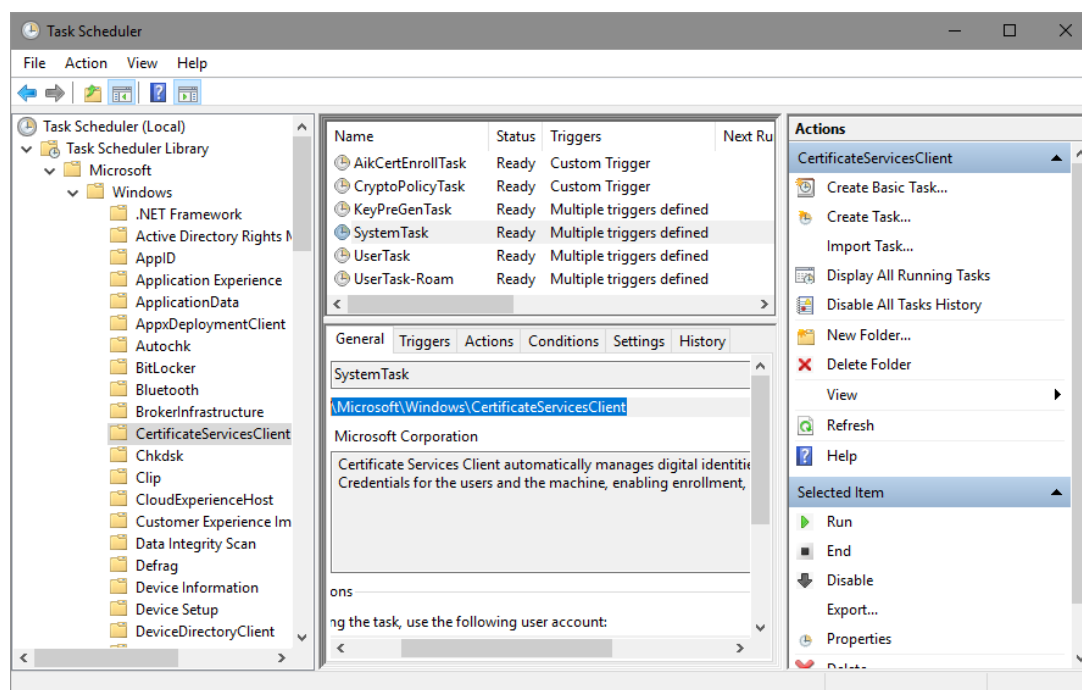 Task Scheduler
File Action View Help
Task Scheduler (Local)
Task Scheduler Library
Microsoft
Windows
.NET Framework
Active Directory Rights
AppID
Application Experience
ApplicationData
AppxDeploymentClient
Autochk
BitLocker
Bluetooth
BrokerInfrastructure
CertificateServicesClient
Chkdsk
Clip
CloudExperienceHost
Customer Experience Im
Data Integrity Scan
Defrag
Device Information
Device Setup
DeviceDirectoryClient
Name Status Triggers Next Ru
AikCertEnrollTask Ready Custom Trigger
CryptoPolicyTask Ready Custom Trigger
KeyPreGenTask Ready Multiple triggers defined
SystemTask Ready Multiple triggers defined
UserTask Ready Multiple triggers defined
UserTask-Roam Ready Multiple triggers defined
General Triggers Actions Conditions Settings History
SystemTask
\Microsoft\Windows\CertificateServicesClient
Microsoft Corporation
Certificate Services Client automatically manages digital identitie
Credentials for the users and the machine, enabling enrollment,
ons
ng the task, use the following user account:
Actions
CertificateServicesClient
Create Basic Task...
Create Task...
Import Task...
Display All Running Tasks
Disable All Tasks History
New Folder...
Delete Folder
View
Refresh
Help
Selected Item
Run
End
Disable
Export...
Properties